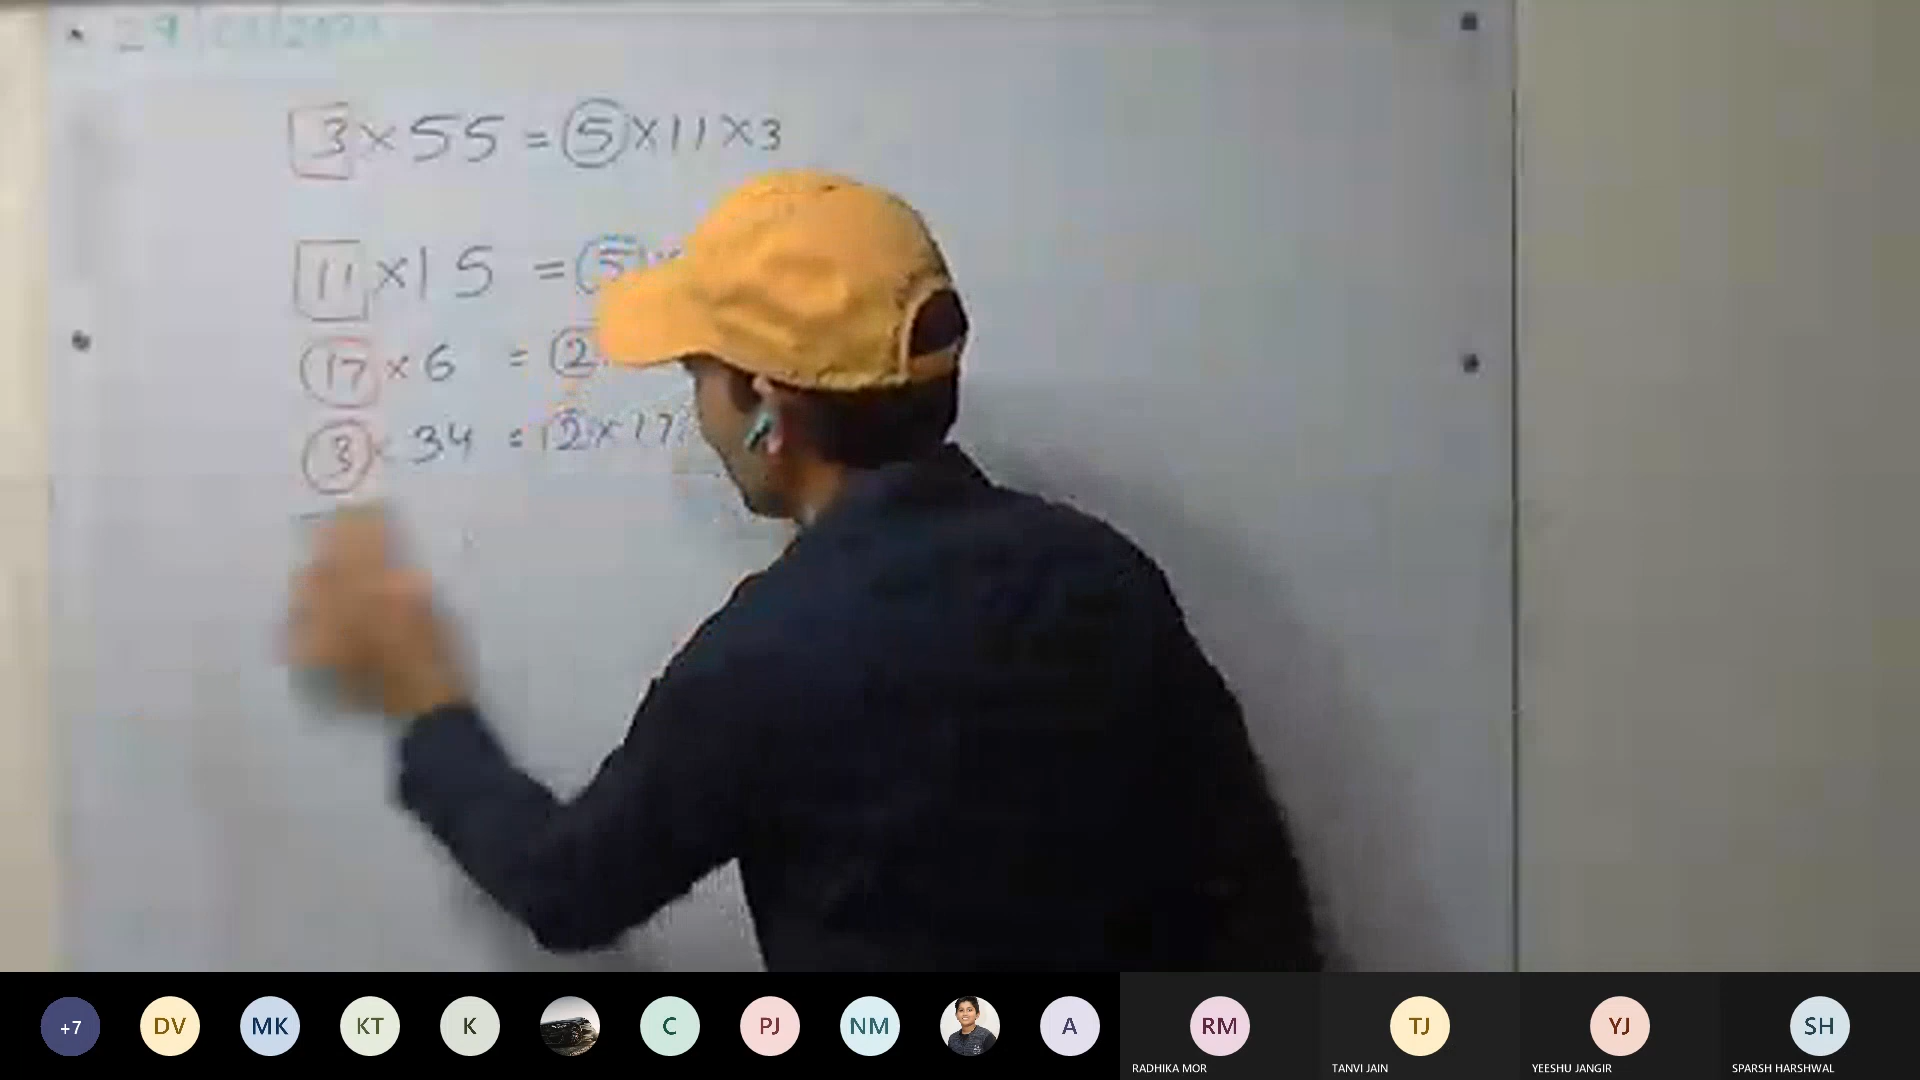 3×55 = 5×11×3
11×15 = 5
17×6 = 2
3× 34 = 2×17
+7
DV
MK
KT
K
C
PJ
NM
A
RM
TJ
YJ
SH
RADHIKA MOR
TANVI JAIN
YEESHU JANGIR
SPARSH HARSHWAL